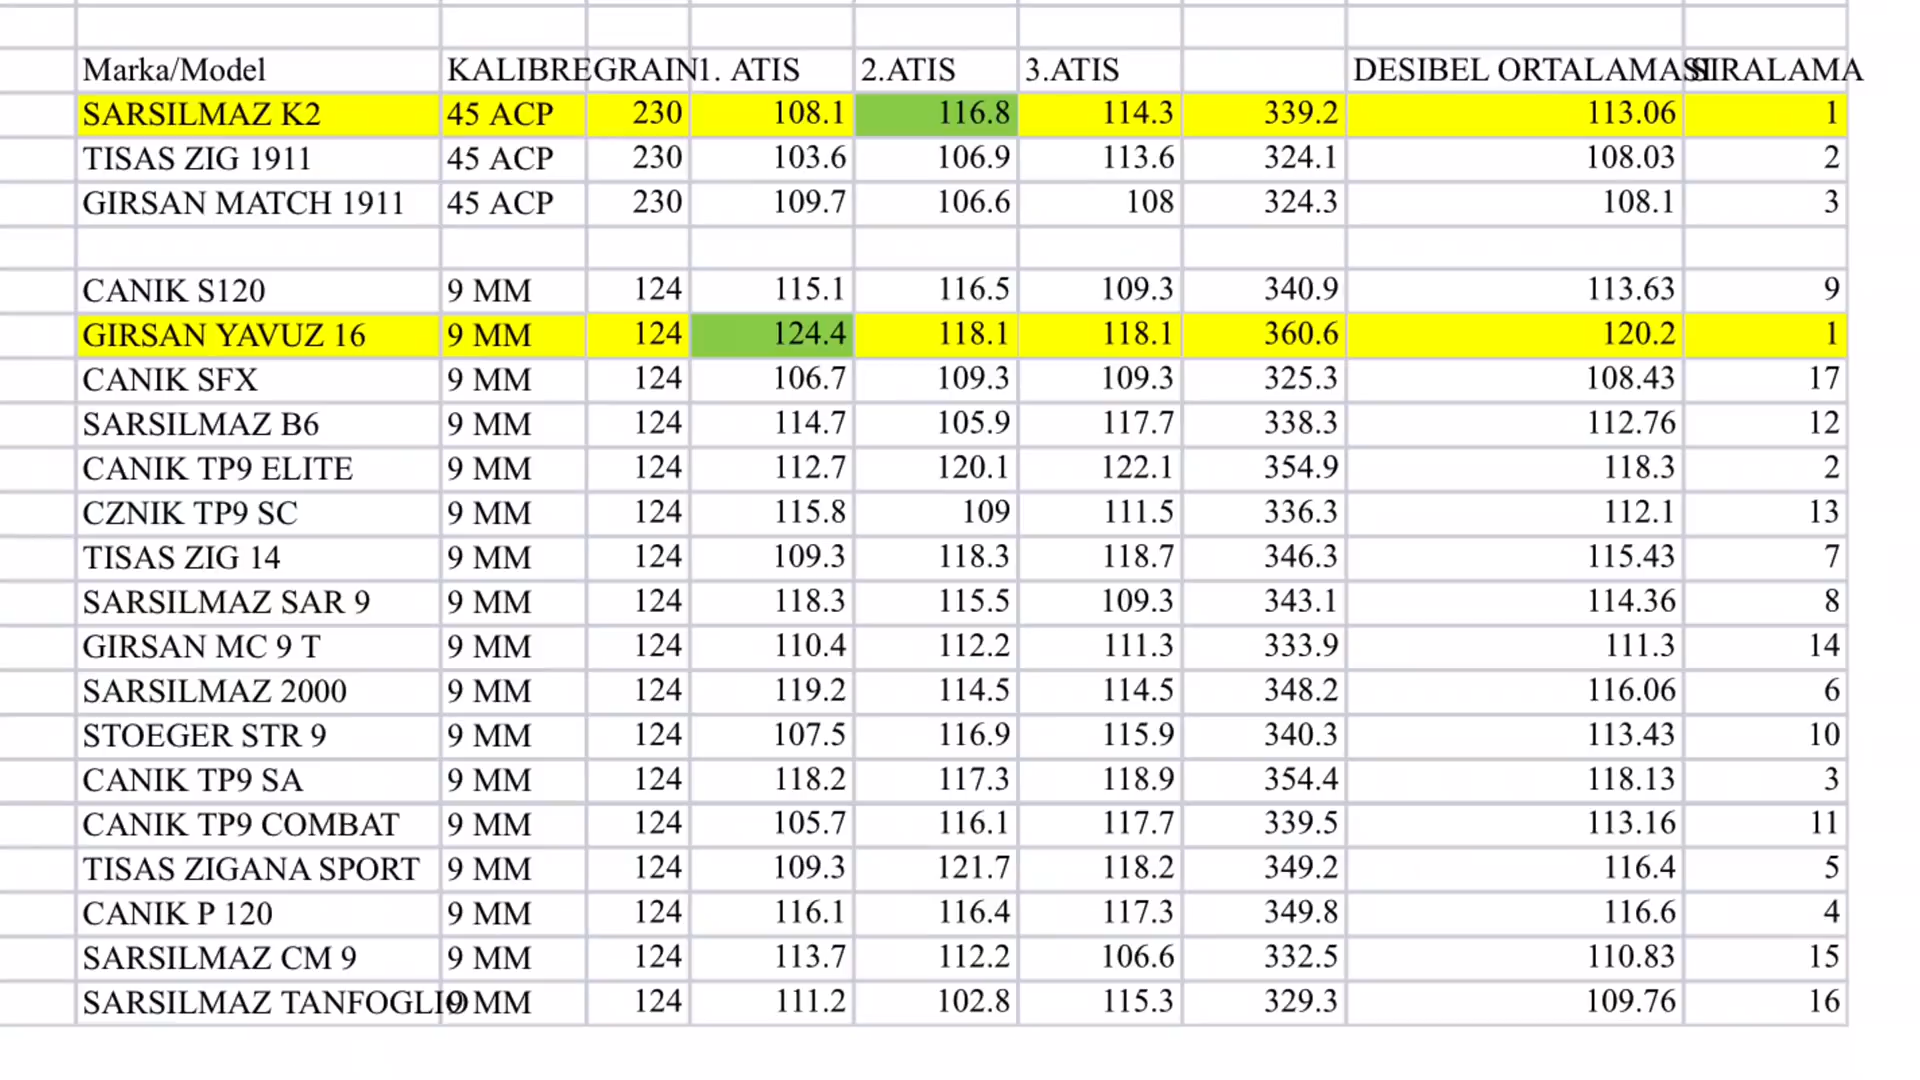 Marka/Model KALIBRE GRAIN 1. ATIS 2.ATIS 3.ATIS DESIBEL ORTALAMASI SIRALAMA
SARSILMAZ K2 45 ACP 230 108.1 116.8 114.3 339.2 113.06 1
TISAS ZIG 1911 45 ACP 230 103.6 106.9 113.6 324.1 108.03 2
GIRSAN MATCH 1911 45 ACP 230 109.7 106.6 108 324.3 108.1 3
CANIK S120 9 MM 124 115.1 116.5 109.3 340.9 113.63 9
GIRSAN YAVUZ 16 9 MM 124 124.4 118.1 118.1 360.6 120.2 1
CANIK SFX 9 MM 124 106.7 109.3 109.3 325.3 108.43 17
SARSILMAZ B6 9 MM 124 114.7 105.9 117.7 338.3 112.76 12
CANIK TP9 ELITE 9 MM 124 112.7 120.1 122.1 354.9 118.3 2
CZNIK TP9 SC 9 MM 124 115.8 109 111.5 336.3 112.1 13
TISAS ZIG 14 9 MM 124 109.3 118.3 118.7 346.3 115.43 7
SARSILMAZ SAR 9 9 MM 124 118.3 115.5 109.3 343.1 114.36 8
GIRSAN MC 9 T 9 MM 124 110.4 112.2 111.3 333.9 111.3 14
SARSILMAZ 2000 9 MM 124 119.2 114.5 114.5 348.2 116.06 6
STOEGER STR 9 9 MM 124 107.5 116.9 115.9 340.3 113.43 10
CANIK TP9 SA 9 MM 124 118.2 117.3 118.9 354.4 118.13 3
CANIK TP9 COMBAT 9 MM 124 105.7 116.1 117.7 339.5 113.16 11
TISAS ZIGANA SPORT 9 MM 124 109.3 121.7 118.2 349.2 116.4 5
CANIK P 120 9 MM 124 116.1 116.4 117.3 349.8 116.6 4
SARSILMAZ CM 9 9 MM 124 113.7 112.2 106.6 332.5 110.83 15
SARSILMAZ TANFOGLIO 9 MM 124 111.2 102.8 115.3 329.3 109.76 16